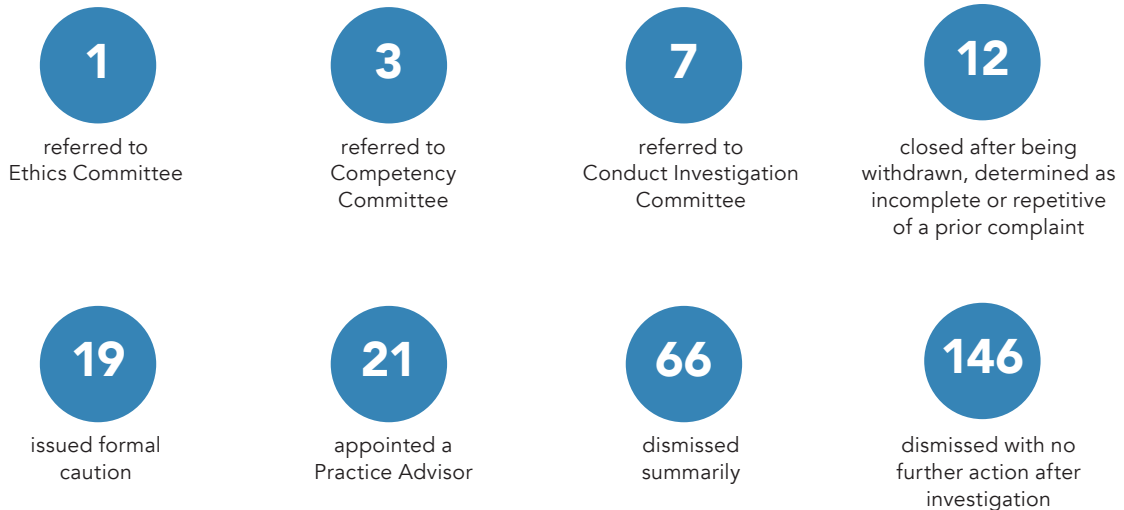 1
referred to
Ethics Committee
3
referred to
Competency
Committee
7
referred to
Conduct Investigation
Committee
12
closed after being
withdrawn, determined as
incomplete or repetitive
of a prior complaint
19
issued formal
caution
21
appointed a
Practice Advisor
66
dismissed
summarily
146
dismissed with no
further action after
investigation